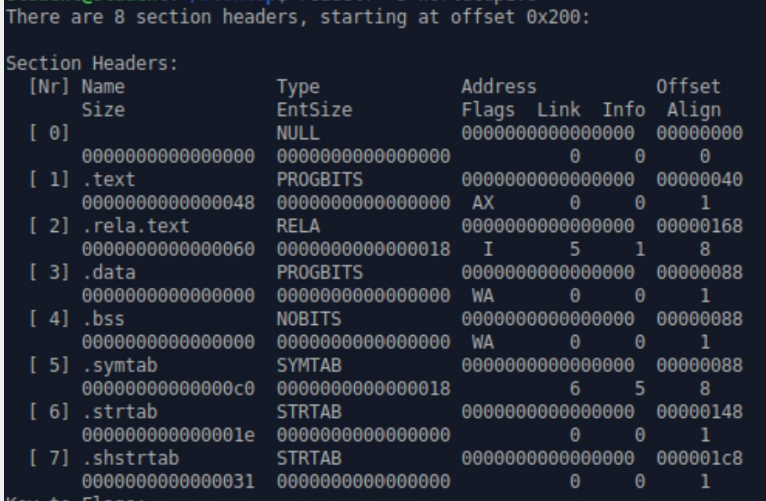 There are 8 section headers, starting at offset 0x200:
Section Headers:
[Nr] Name Type Address Offset
Size EntSize Flags Link Info Align
[ 0] NULL 0000000000000000 00000000
0000000000000000 0000000000000000 0 0 0
[ 1] .text PROGBITS 0000000000000000 00000040
0000000000000048 0000000000000000 AX 0 0 1
[ 2] .rela.text RELA 0000000000000000 00000168
0000000000000060 0000000000000018 I 5 1 8
[ 3] .data PROGBITS 0000000000000000 00000088
0000000000000000 0000000000000000 WA 0 0 1
[ 4] .bss NOBITS 0000000000000000 00000088
0000000000000000 0000000000000000 WA 0 0 1
[ 5] .symtab SYMTAB 0000000000000000 00000088
00000000000000c0 0000000000000018 6 5 8
[ 6] .strtab STRTAB 0000000000000000 00000148
000000000000001e 0000000000000000 0 0 1
[ 7] .shstrtab STRTAB 0000000000000000 000001c8
0000000000000031 0000000000000000 0 0 1